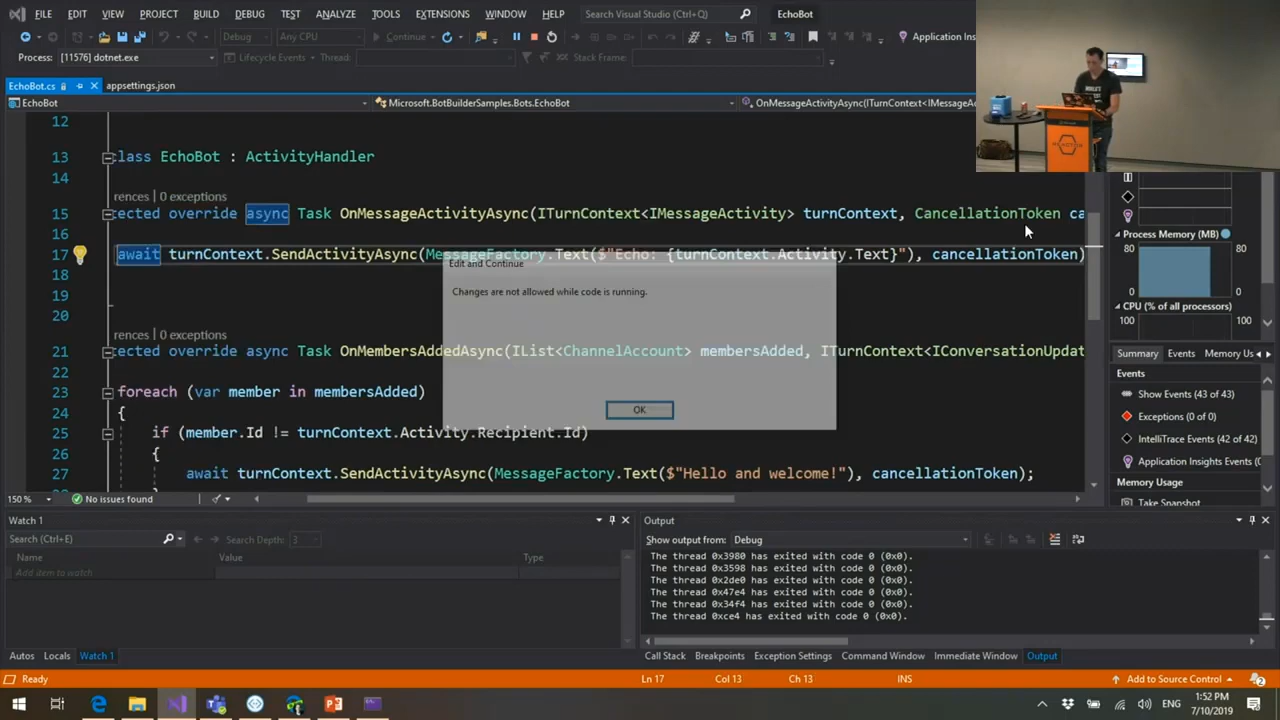 FILE EDIT VIEW PROJECT BUILD DEBUG TEST ANALYZE TOOLS EXTENSIONS WINDOW HELP Search Visual Studio (Ctrl+Q) EchoBot
Debug Any CPU Continue Application Ins
Process: [11576] dotnet.exe Lifecycle Events Thread: Stack Frame:
EchoBot.cs appsettings.json
EchoBot Microsoft.BotBuilderSamples.Bots.EchoBot OnMessageActivityAsync(ITurnContext<IMessageA
12
13 class EchoBot : ActivityHandler
14
rences | 0 exceptions
15 ected override async Task OnMessageActivityAsync(ITurnContext<IMessageActivity> turnContext, CancellationToken ca
16
17 await turnContext.SendActivityAsync(MessageFactory.Text($"Echo: {turnContext.Activity.Text}"), cancellationToken)
18
19
20
rences | 0 exceptions
21 ected override async Task OnMembersAddedAsync(IList<ChannelAccount> membersAdded, ITurnContext<IConversationUpdat
23 foreach (var member in membersAdded)
24 {
25 if (member.Id != turnContext.Activity.Recipient.Id)
26 {
27 await turnContext.SendActivityAsync(MessageFactory.Text($"Hello and welcome!"), cancellationToken);
Edit and Continue
Changes are not allowed while code is running.
OK
150 % No issues found
REACTOR
Process Memory (MB)
80 80
0 0
CPU (% of all processors)
100 100
Summary Events Memory Us
Events
Show Events (43 of 43)
Exceptions (0 of 0)
IntelliTrace Events (42 of 42)
Application Insights Events (0
Memory Usage
Take Snapshot
Watch 1
Search (Ctrl+E) Search Depth: 3
Name Value Type
Add item to watch
Autos Locals Watch 1
Output
Show output from: Debug
The thread 0x3980 has exited with code 0 (0x0).
The thread 0x3598 has exited with code 0 (0x0).
The thread 0x2de0 has exited with code 0 (0x0).
The thread 0x47e4 has exited with code 0 (0x0).
The thread 0x34f4 has exited with code 0 (0x0).
The thread 0xce4 has exited with code 0 (0x0).
Call Stack Breakpoints Exception Settings Command Window Immediate Window Output
Ready Ln 17 Col 13 Ch 13 INS Add to Source Control 2
ENG 1:52 PM
7/10/2019